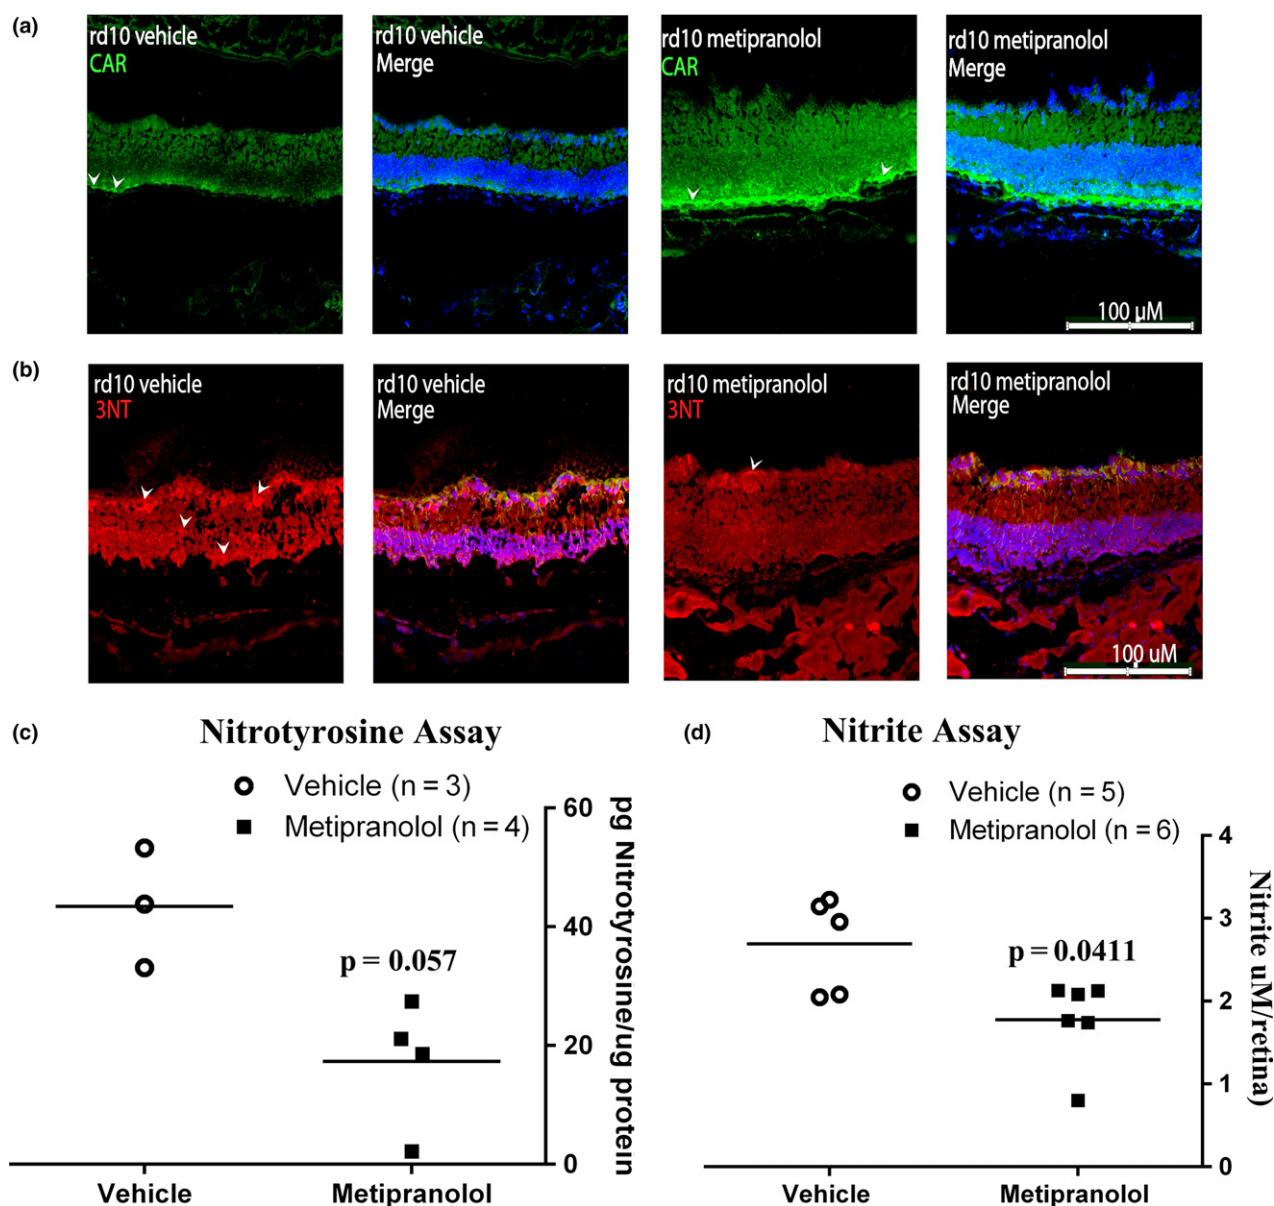 (a)
rd10 vehicle
CAR
rd10 vehicle
Merge
rd10 metipranolol
CAR
rd10 metipranolol
Merge
100 µM
(b)
rd10 vehicle
3NT
rd10 vehicle
Merge
rd10 metipranolol
3NT
rd10 metipranolol
Merge
100 uM
(c)
Nitrotyrosine Assay
Vehicle (n = 3)
Metipranolol (n = 4)
p = 0.057
60
40
20
0
pg Nitrotyrosine/ug protein
Vehicle
Metipranolol
(d)
Nitrite Assay
Vehicle (n = 5)
Metipranolol (n = 6)
p = 0.0411
4
3
2
1
0
Nitrite uM/retina)
Vehicle
Metipranolol